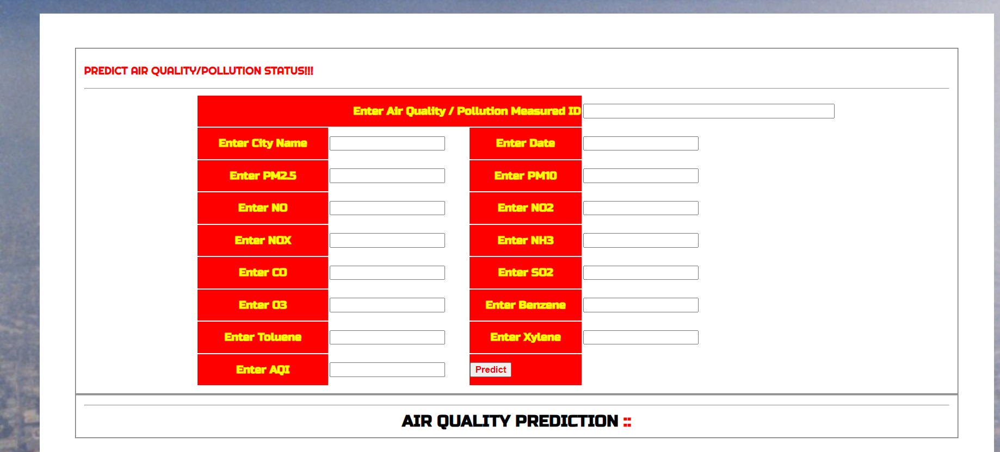 PREDICT AIR QUALITY/POLLUTION STATUS!!!
Enter Air Quality / Pollution Measured ID
Enter City Name Enter Date
Enter PM2.5 Enter PM10
Enter NO Enter NO2
Enter NOX Enter NH3
Enter CO Enter SO2
Enter O3 Enter Benzene
Enter Toluene Enter Xylene
Enter AQI Predict
AIR QUALITY PREDICTION ::